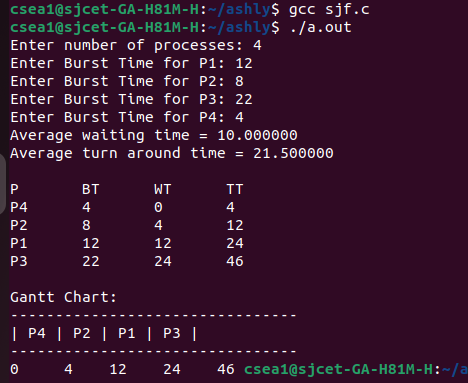 csea1@sjcet-GA-H81M-H:~/ashly$ gcc sjf.c
csea1@sjcet-GA-H81M-H:~/ashly$ ./a.out
Enter number of processes: 4
Enter Burst Time for P1: 12
Enter Burst Time for P2: 8
Enter Burst Time for P3: 22
Enter Burst Time for P4: 4
Average waiting time = 10.000000
Average turn around time = 21.500000
P BT WT TT
P4 4 0 4
P2 8 4 12
P1 12 12 24
P3 22 24 46
Gantt Chart:
--------------------------------
| P4 | P2 | P1 | P3 |
--------------------------------
0 4 12 24 46 csea1@sjcet-GA-H81M-H:~/a